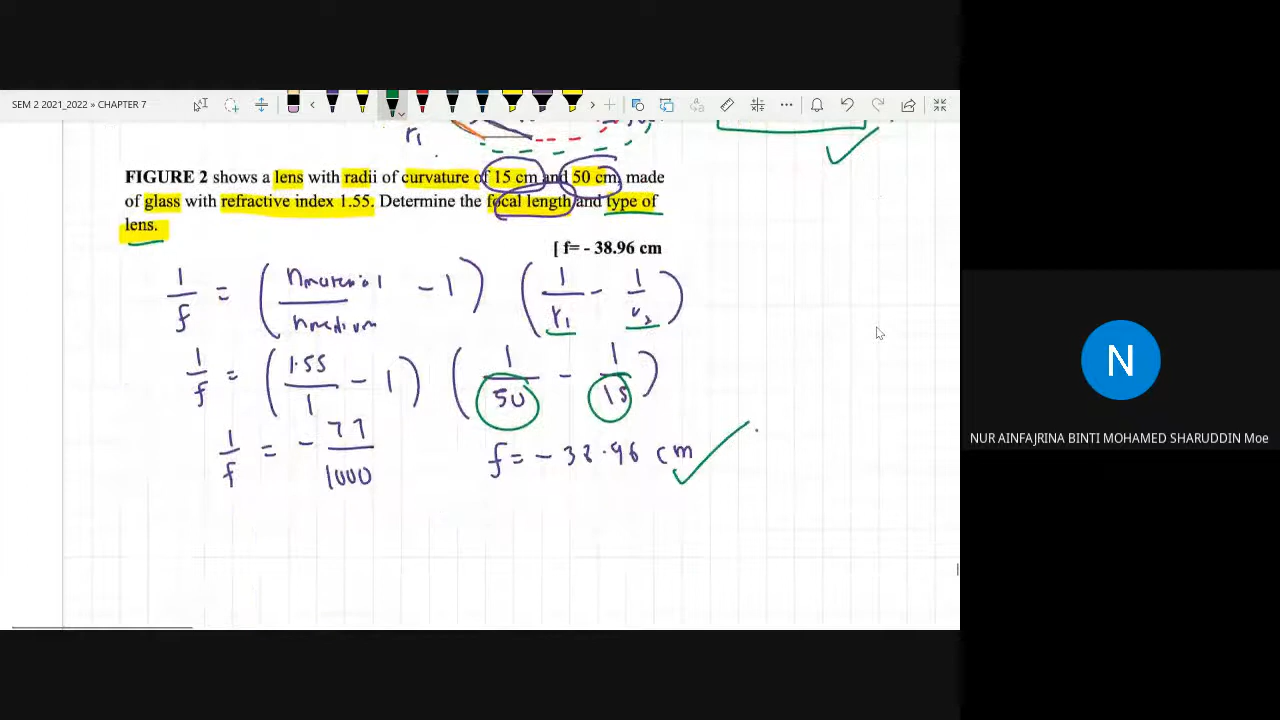 SEM 2 2021_2022 » CHAPTER 7
r1
FIGURE 2 shows a lens with radii of curvature of 15 cm and 50 cm, made
of glass with refractive index 1.55. Determine the focal length and type of
lens.
[ f= - 38.96 cm
1/f = (nmaterial/nmedium - 1) (1/r1 - 1/r2)
1/f = (1.55/1 - 1) (1/50 - 1/15)
1/f = - 77/1000 f = - 38.96 cm
N
NUR AINFAJRINA BINTI MOHAMED SHARUDDIN Moe